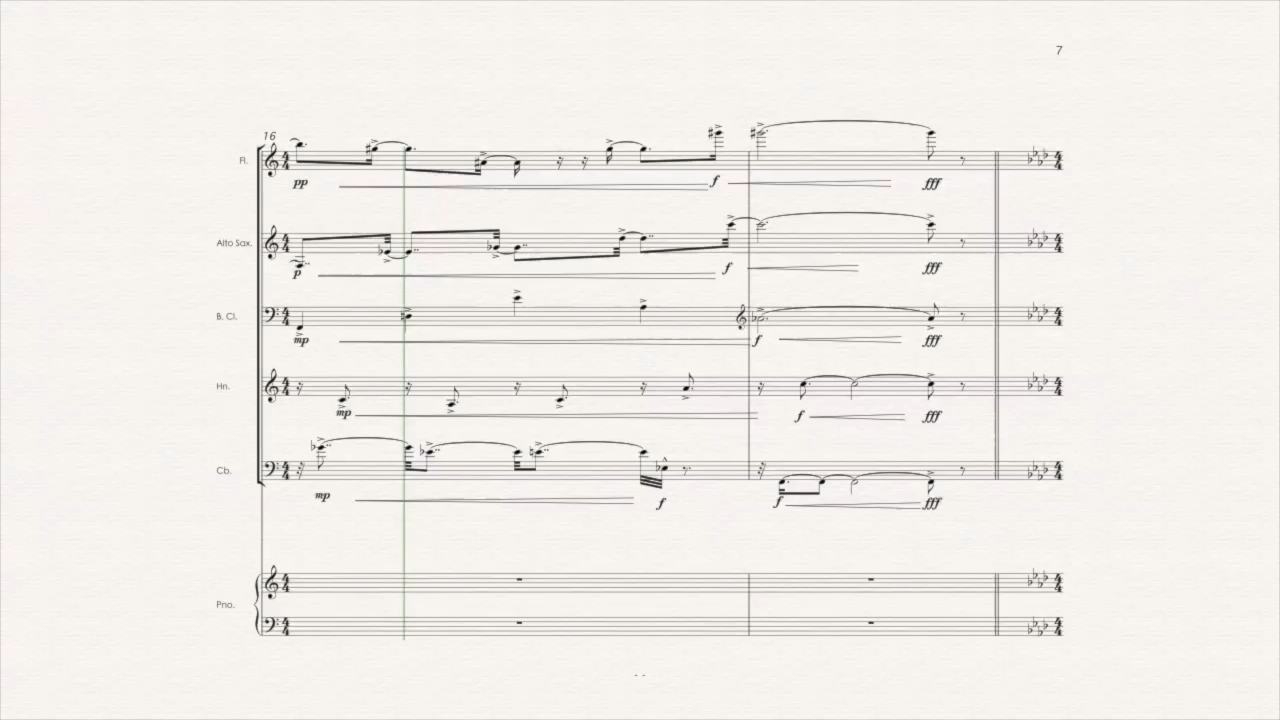 7
16
Fl.
pp f fff
Alto Sax.
p f fff
B. Cl.
mp f fff
Hn.
mp f fff
Cb.
mp f f fff
Pno.
- -